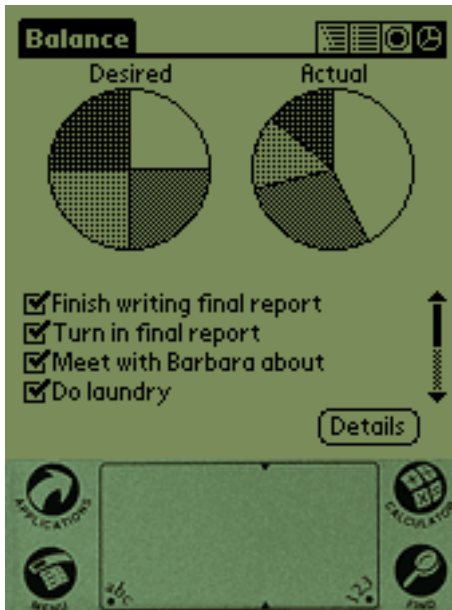 Balance
Desired
Actual
Finish writing final report
Turn in final report
Meet with Barbara about
Do laundry
Details
APPLICATIONS
CALCULATOR
MENU
abc
123
FIND